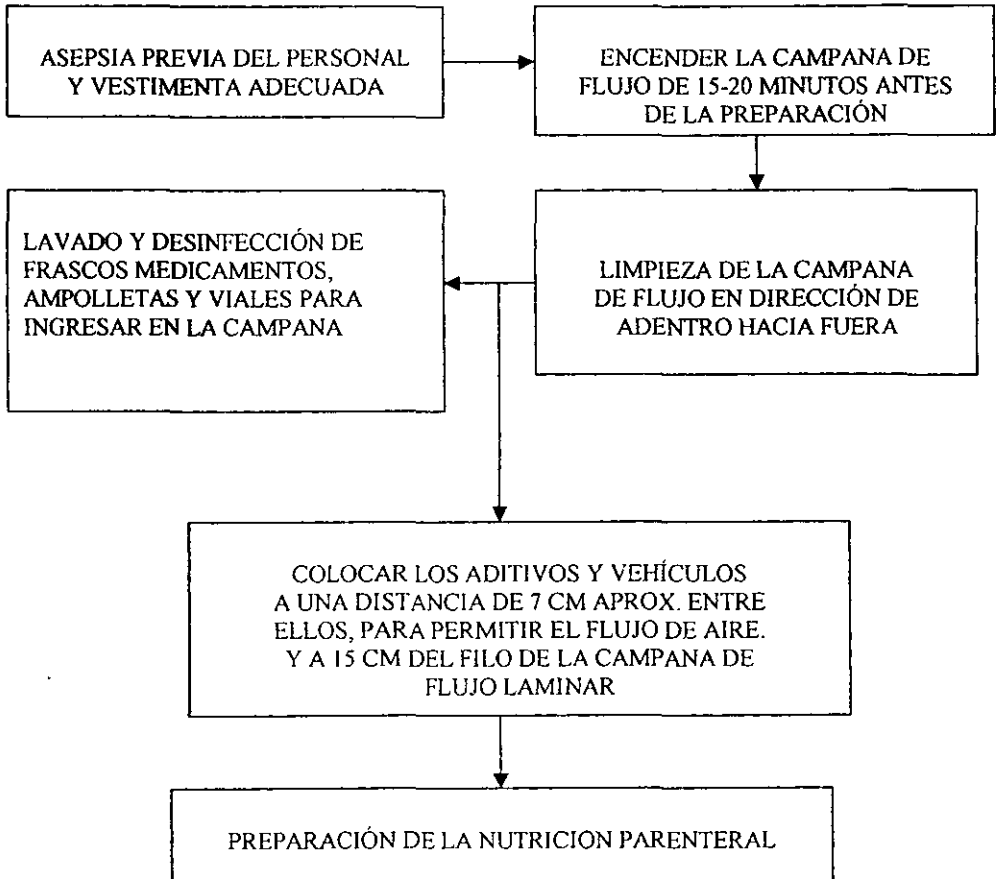 ASEPSIA PREVIA DEL PERSONAL
Y VESTIMENTA ADECUADA
ENCENDER LA CAMPANA DE
FLUJO DE 15-20 MINUTOS ANTES
DE LA PREPARACIÓN
LIMPIEZA DE LA CAMPANA
DE FLUJO EN DIRECCIÓN DE
ADENTRO HACIA FUERA
LAVADO Y DESINFECCIÓN DE
FRASCOS MEDICAMENTOS,
AMPOLLETAS Y VIALES PARA
INGRESAR EN LA CAMPANA
COLOCAR LOS ADITIVOS Y VEHÍCULOS
A UNA DISTANCIA DE 7 CM APROX. ENTRE
ELLOS, PARA PERMITIR EL FLUJO DE AIRE.
Y A 15 CM DEL FILO DE LA CAMPANA DE
FLUJO LAMINAR
PREPARACIÓN DE LA NUTRICION PARENTERAL